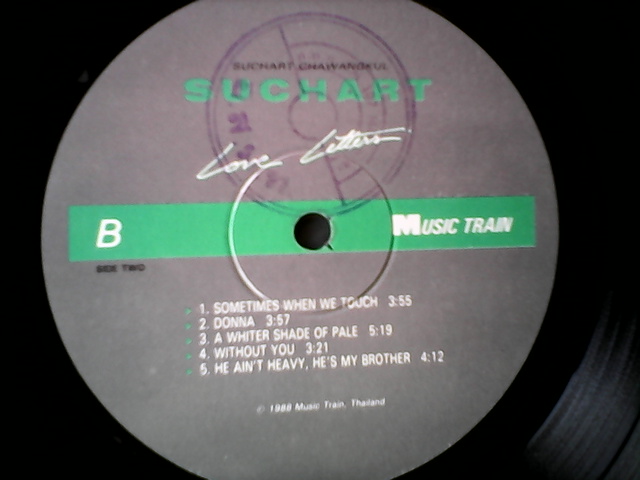 SUCHART CHAWANGKUL
SUCHART
Love Letters
B
MUSIC TRAIN
SIDE TWO
1. SOMETIMES WHEN WE TOUCH 3:55
2. DONNA 3:57
3. A WHITER SHADE OF PALE 5:19
4. WITHOUT YOU 3:21
5. HE AIN'T HEAVY, HE'S MY BROTHER 4:12
© 1988 Music Train, Thailand